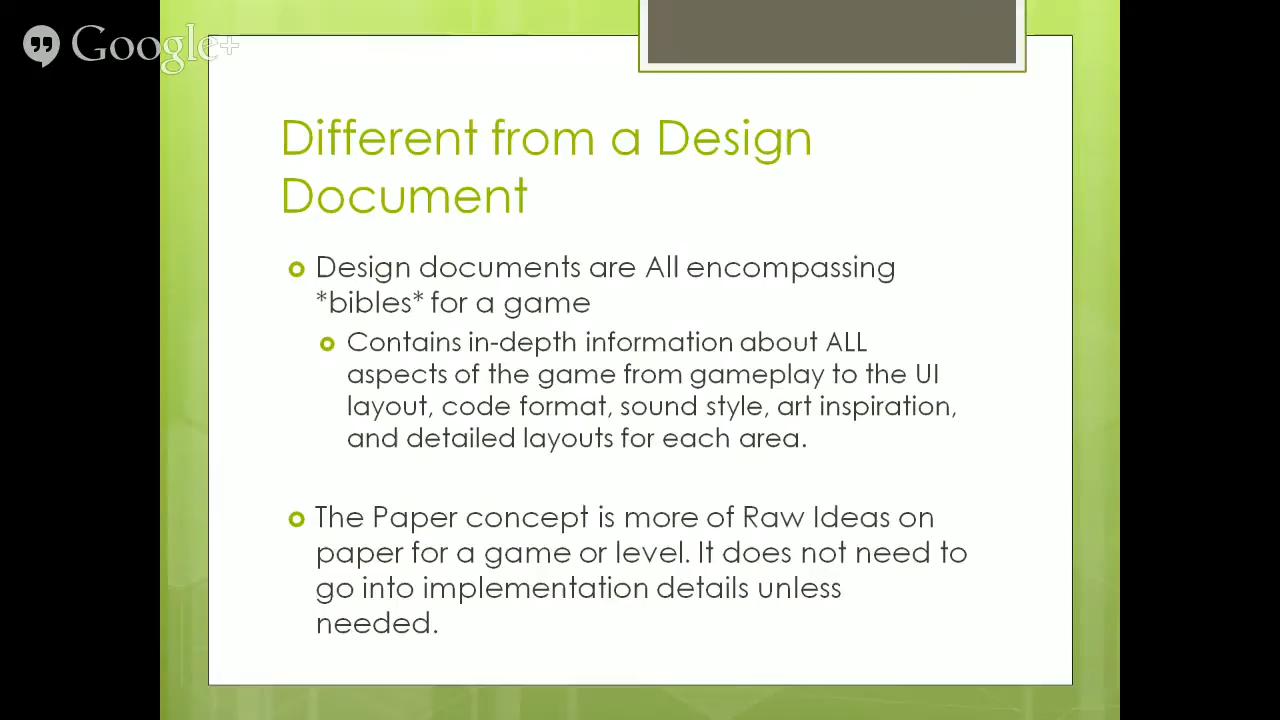 Google+
Different from a Design
Document
Design documents are All encompassing
*bibles* for a game
Contains in-depth information about ALL
aspects of the game from gameplay to the UI
layout, code format, sound style, art inspiration,
and detailed layouts for each area.
The Paper concept is more of Raw Ideas on
paper for a game or level. It does not need to
go into implementation details unless
needed.